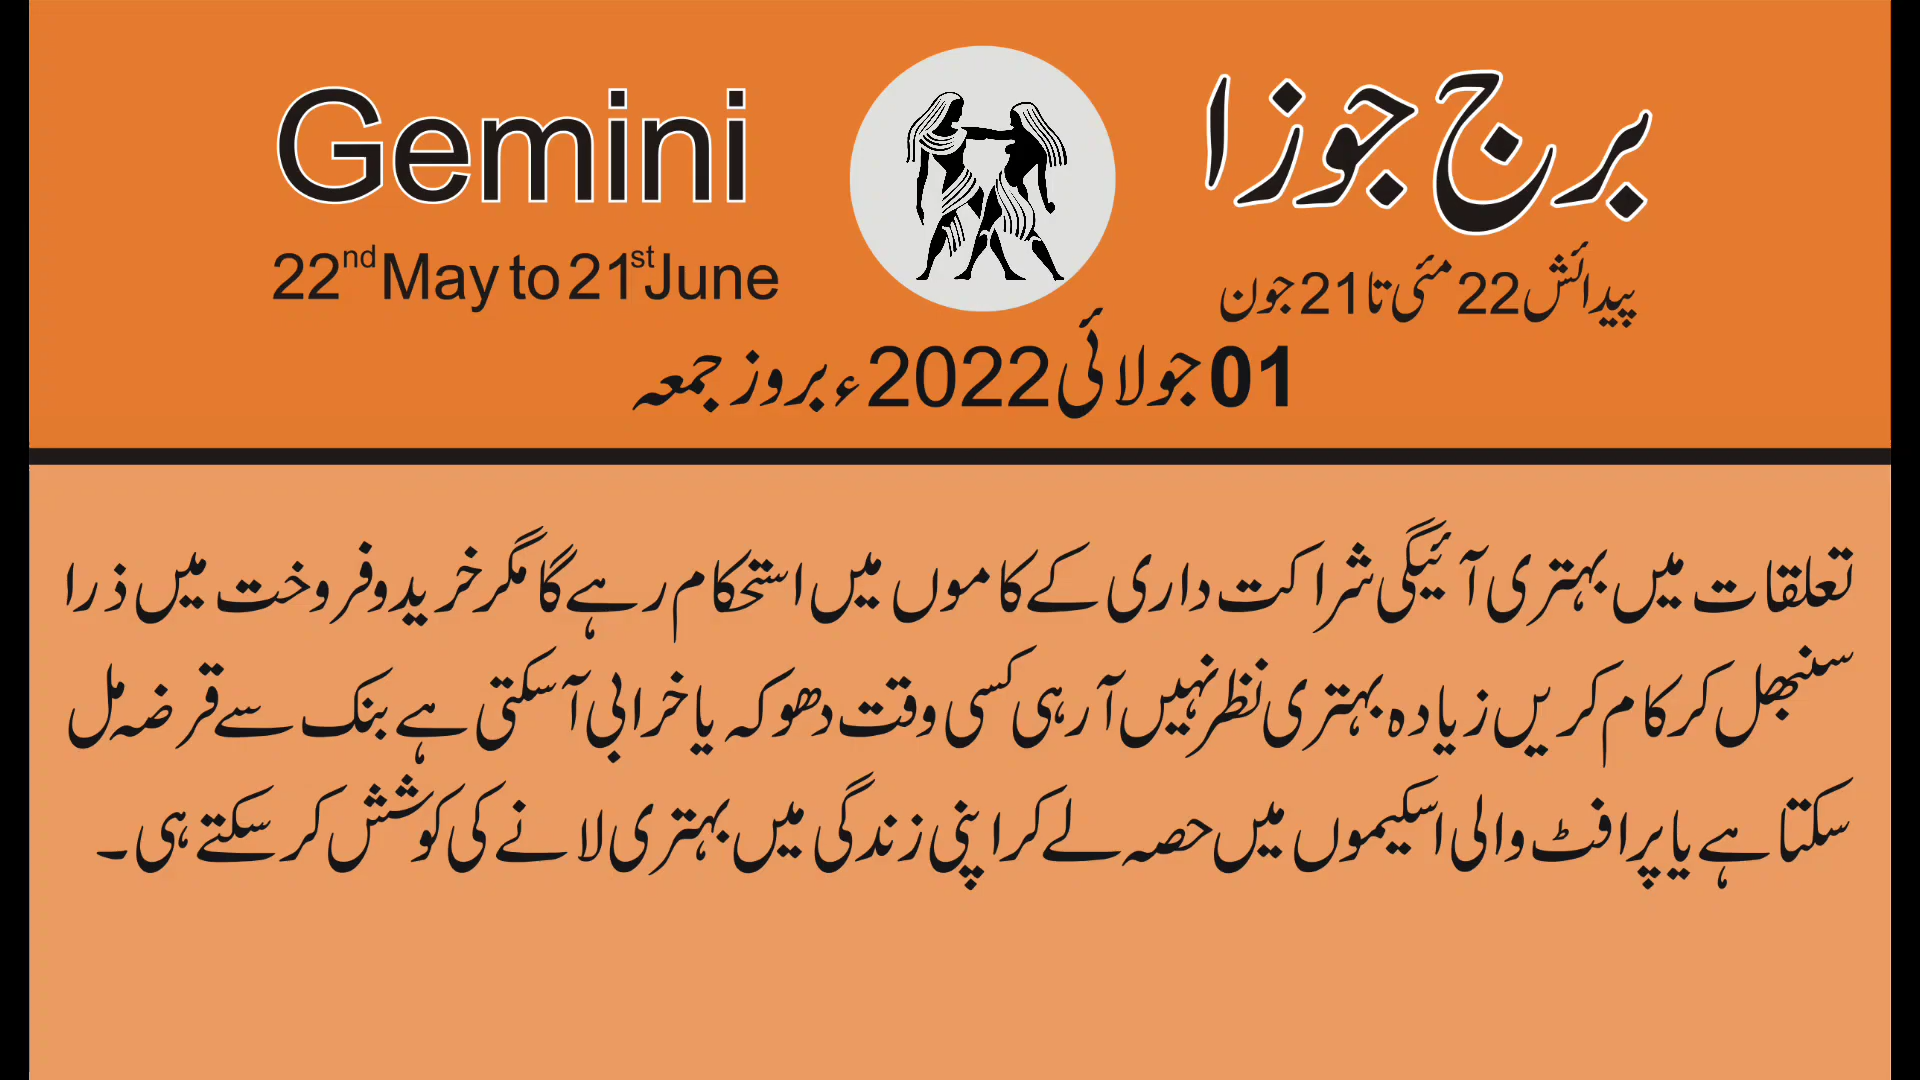 Gemini
برج جوزا
22nd May to 21st June
پیدائش 22 مئی تا 21 جون
01 جولائی 2022ء بروز جمعہ
تعلقات میں بہتری آئیگی شراکت داری کے کاموں میں استحکام رہے گا مگر خرید و فروخت میں ذرا
سنبھل کر کام کریں زیادہ بہتری نظر نہیں آرہی کسی وقت دھوکہ یا خرابی آسکتی ہے بنک سے قرضہ مل
سکتا ہے یا پرافٹ والی اسکیموں میں حصہ لے کر اپنی زندگی میں بہتری لانے کی کوشش کر سکتے ہی۔